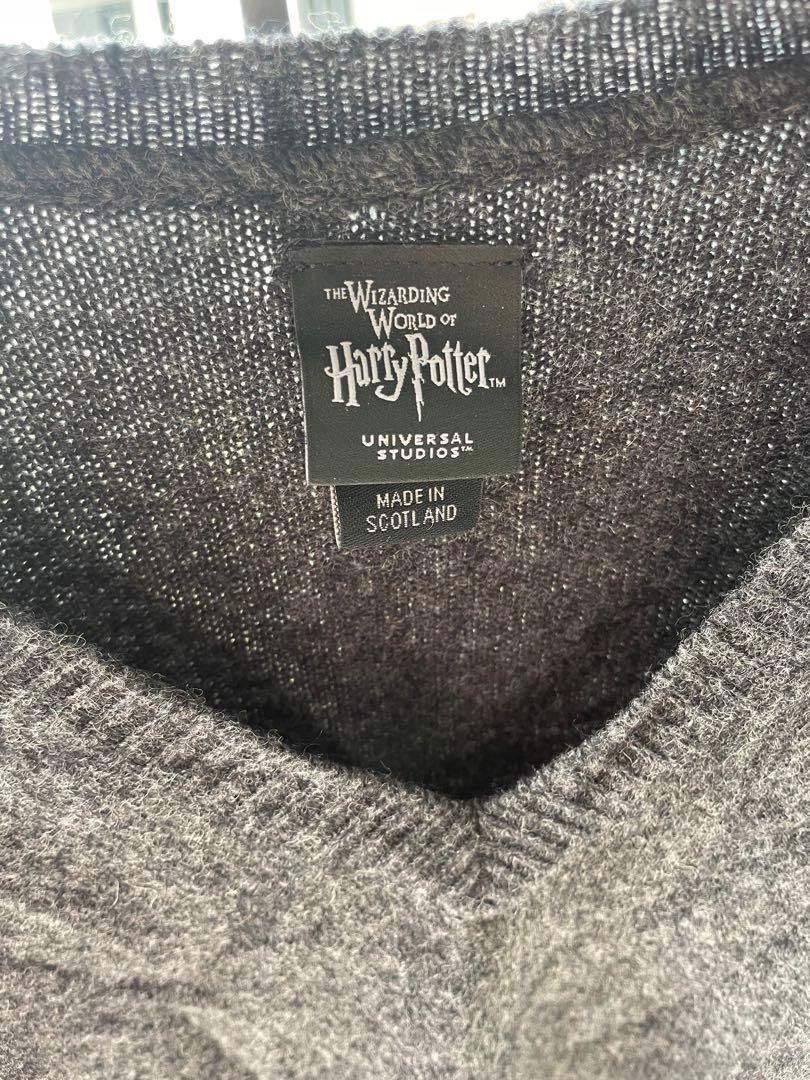 THE WIZARDING
WORLD OF
Harry Potter™
UNIVERSAL
STUDIOS™
MADE IN
SCOTLAND